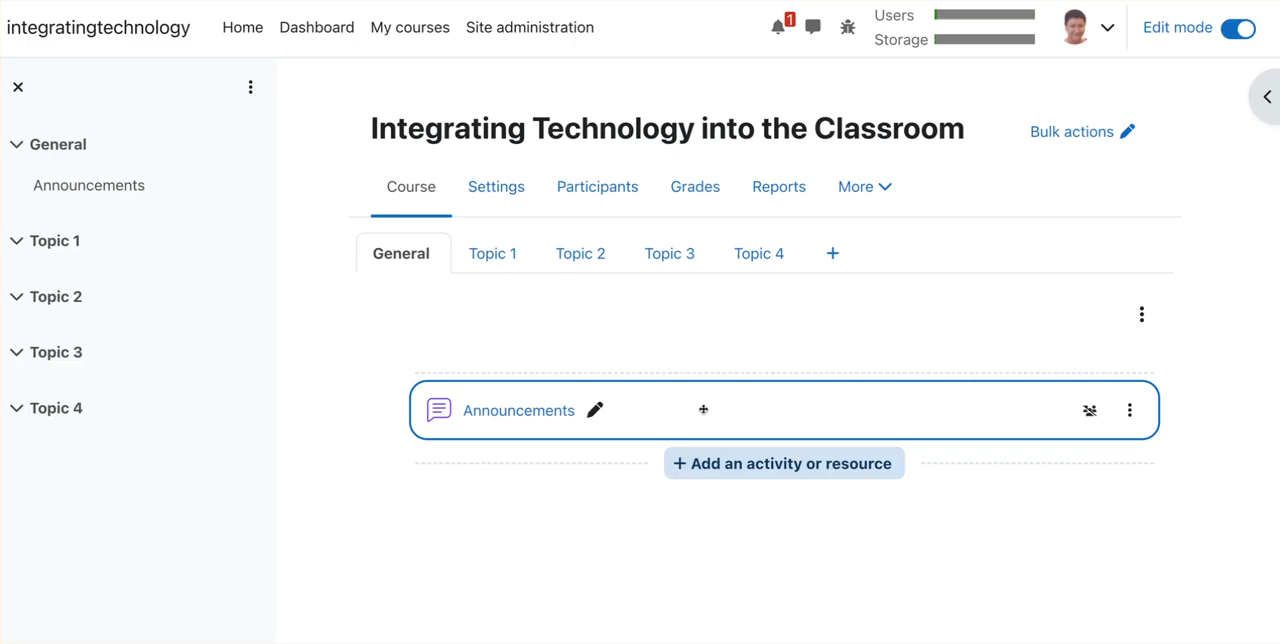 integratingtechnology Home Dashboard My courses Site administration 1 Users Edit mode
Storage
General
Announcements
Topic 1
Topic 2
Topic 3
Topic 4
Integrating Technology into the Classroom Bulk actions
Course Settings Participants Grades Reports More
General Topic 1 Topic 2 Topic 3 Topic 4 +
Announcements
+ Add an activity or resource